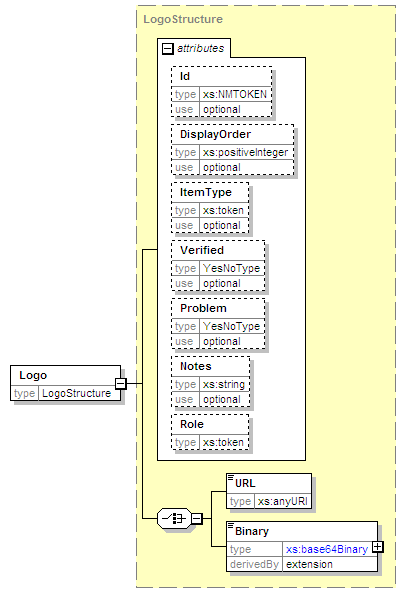 LogoStructure
attributes
Id
type xs:NMTOKEN
use optional
DisplayOrder
type xs:positiveInteger
use optional
ItemType
type xs:token
use optional
Verified
type YesNoType
use optional
Problem
type YesNoType
use optional
Notes
type xs:string
use optional
Role
type xs:token
Logo
type LogoStructure
URL
type xs:anyURI
Binary
type xs:base64Binary
derivedBy extension